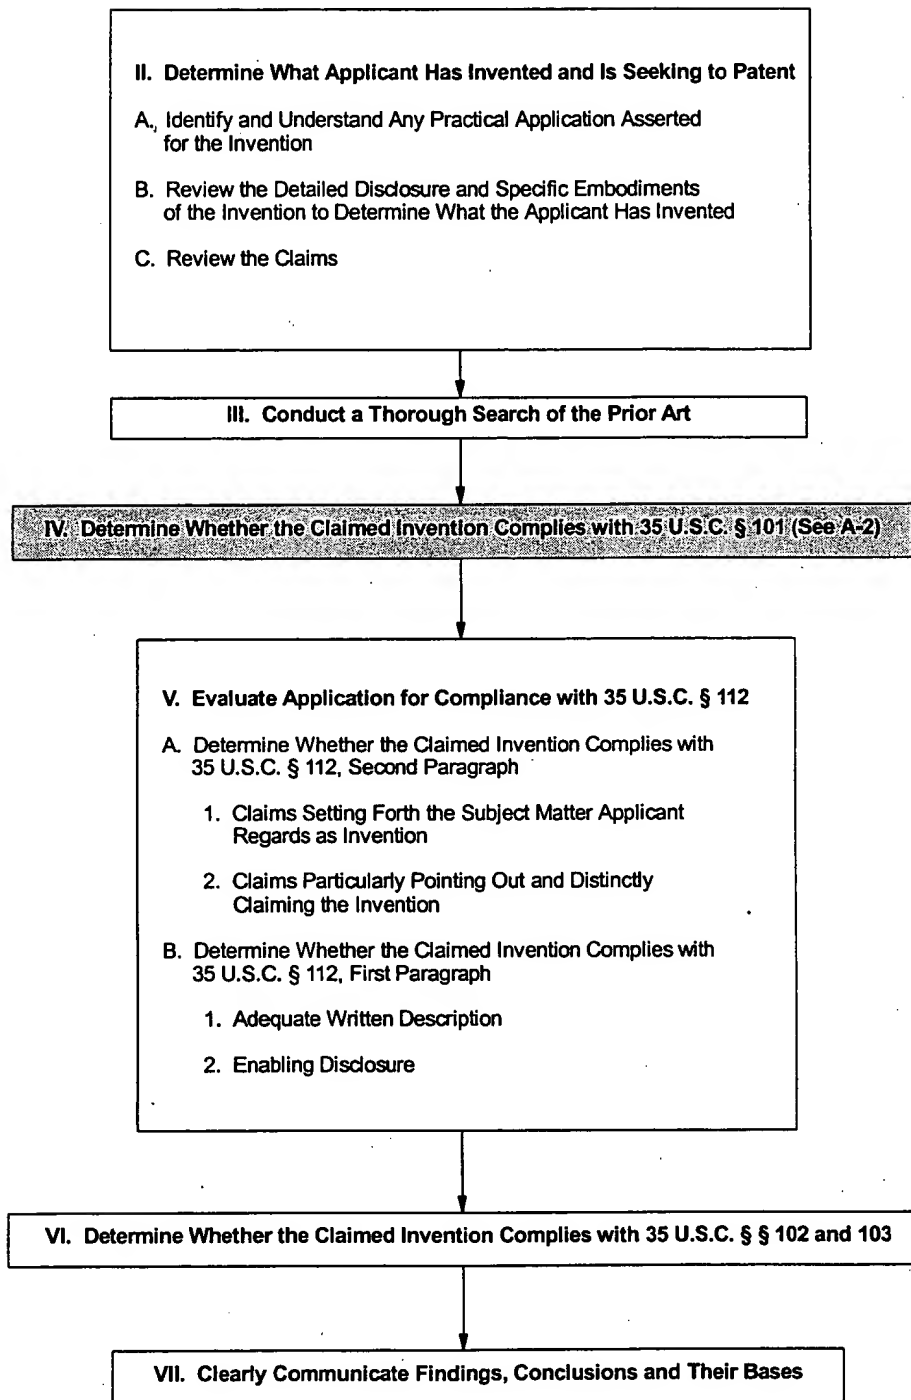 II. Determine What Applicant Has Invented and Is Seeking to Patent
A., Identify and Understand Any Practical Application Asserted
for the Invention
B. Review the Detailed Disclosure and Specific Embodiments
of the Invention to Determine What the Applicant Has Invented
C. Review the Claims
III. Conduct a Thorough Search of the Prior Art
IV. Determine Whether the Claimed Invention Complies with 35 U.S.C. § 101 (See A-2)
V. Evaluate Application for Compliance with 35 U.S.C. § 112
A. Determine Whether the Claimed Invention Complies with
35 U.S.C. § 112, Second Paragraph
1. Claims Setting Forth the Subject Matter Applicant
Regards as Invention
2. Claims Particularly Pointing Out and Distinctly
Claiming the Invention
B. Determine Whether the Claimed Invention Complies with
35 U.S.C. § 112, First Paragraph
1. Adequate Written Description
2. Enabling Disclosure
VI. Determine Whether the Claimed Invention Complies with 35 U.S.C. § § 102 and 103
VII. Clearly Communicate Findings, Conclusions and Their Bases